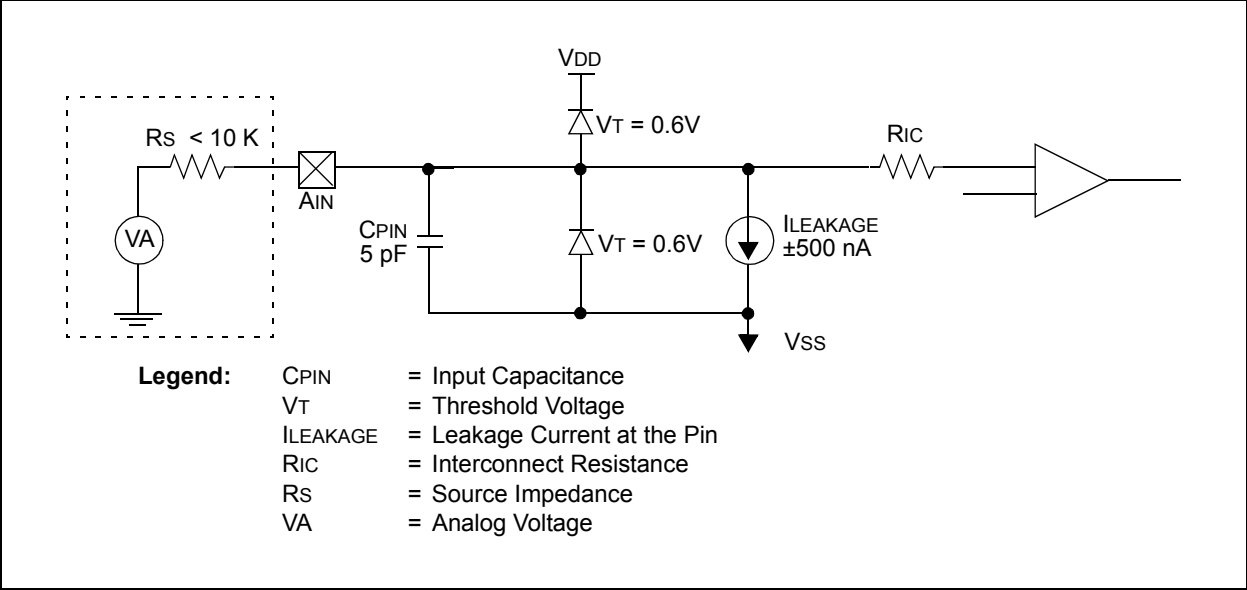 VDD
VT = 0.6V
RS < 10 K
RIC
AIN
VA
CPIN
5 pF
VT = 0.6V
ILEAKAGE
±500 nA
VSS
Legend: CPIN = Input Capacitance
VT = Threshold Voltage
ILEAKAGE = Leakage Current at the Pin
RIC = Interconnect Resistance
RS = Source Impedance
VA = Analog Voltage